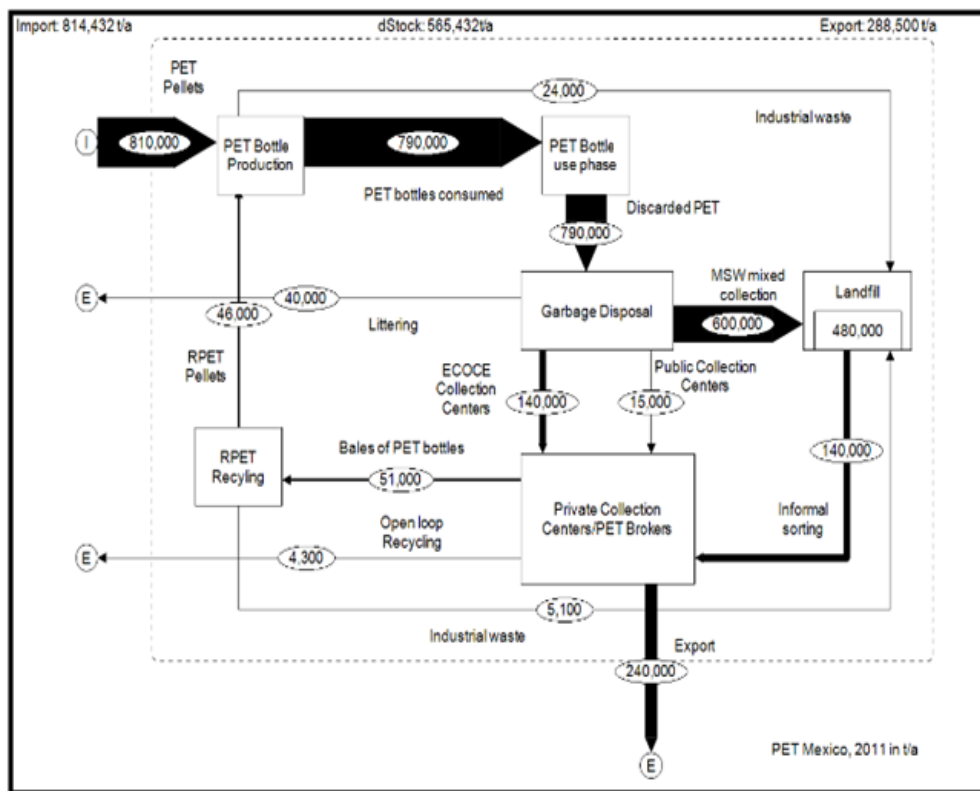 Import: 814,432 t/a
dStock: 565,432t/a
Export: 288,500 t/a
PET
Pellets
24,000
Industrial waste
I
810,000
PET Bottle
Production
790,000
PET Bottle
use phase
PET bottles consumed
Discarded PET
790,000
MSW mixed
collection
Landfill
E
40,000
Garbage Disposal
600,000
480,000
46,000
Littering
RPET
Pellets
ECOCE
Collection
Centers
Public Collection
Centers
140,000
15,000
140,000
Bales of PET bottles
RPET
Recyling
51,000
Private Collection
Centers/PET Brokers
Informal
sorting
Open loop
Recycling
E
4,300
5,100
Industrial waste
Export
240,000
PET Mexico, 2011 in t/a
E